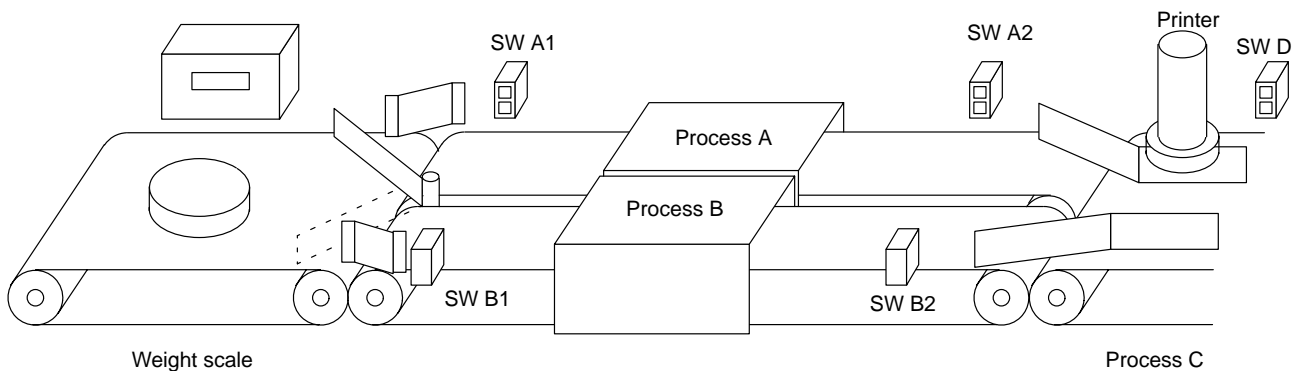 Printer
SW A1
SW A2
SW D
Process A
Process B
SW B1
SW B2
Weight scale
Process C